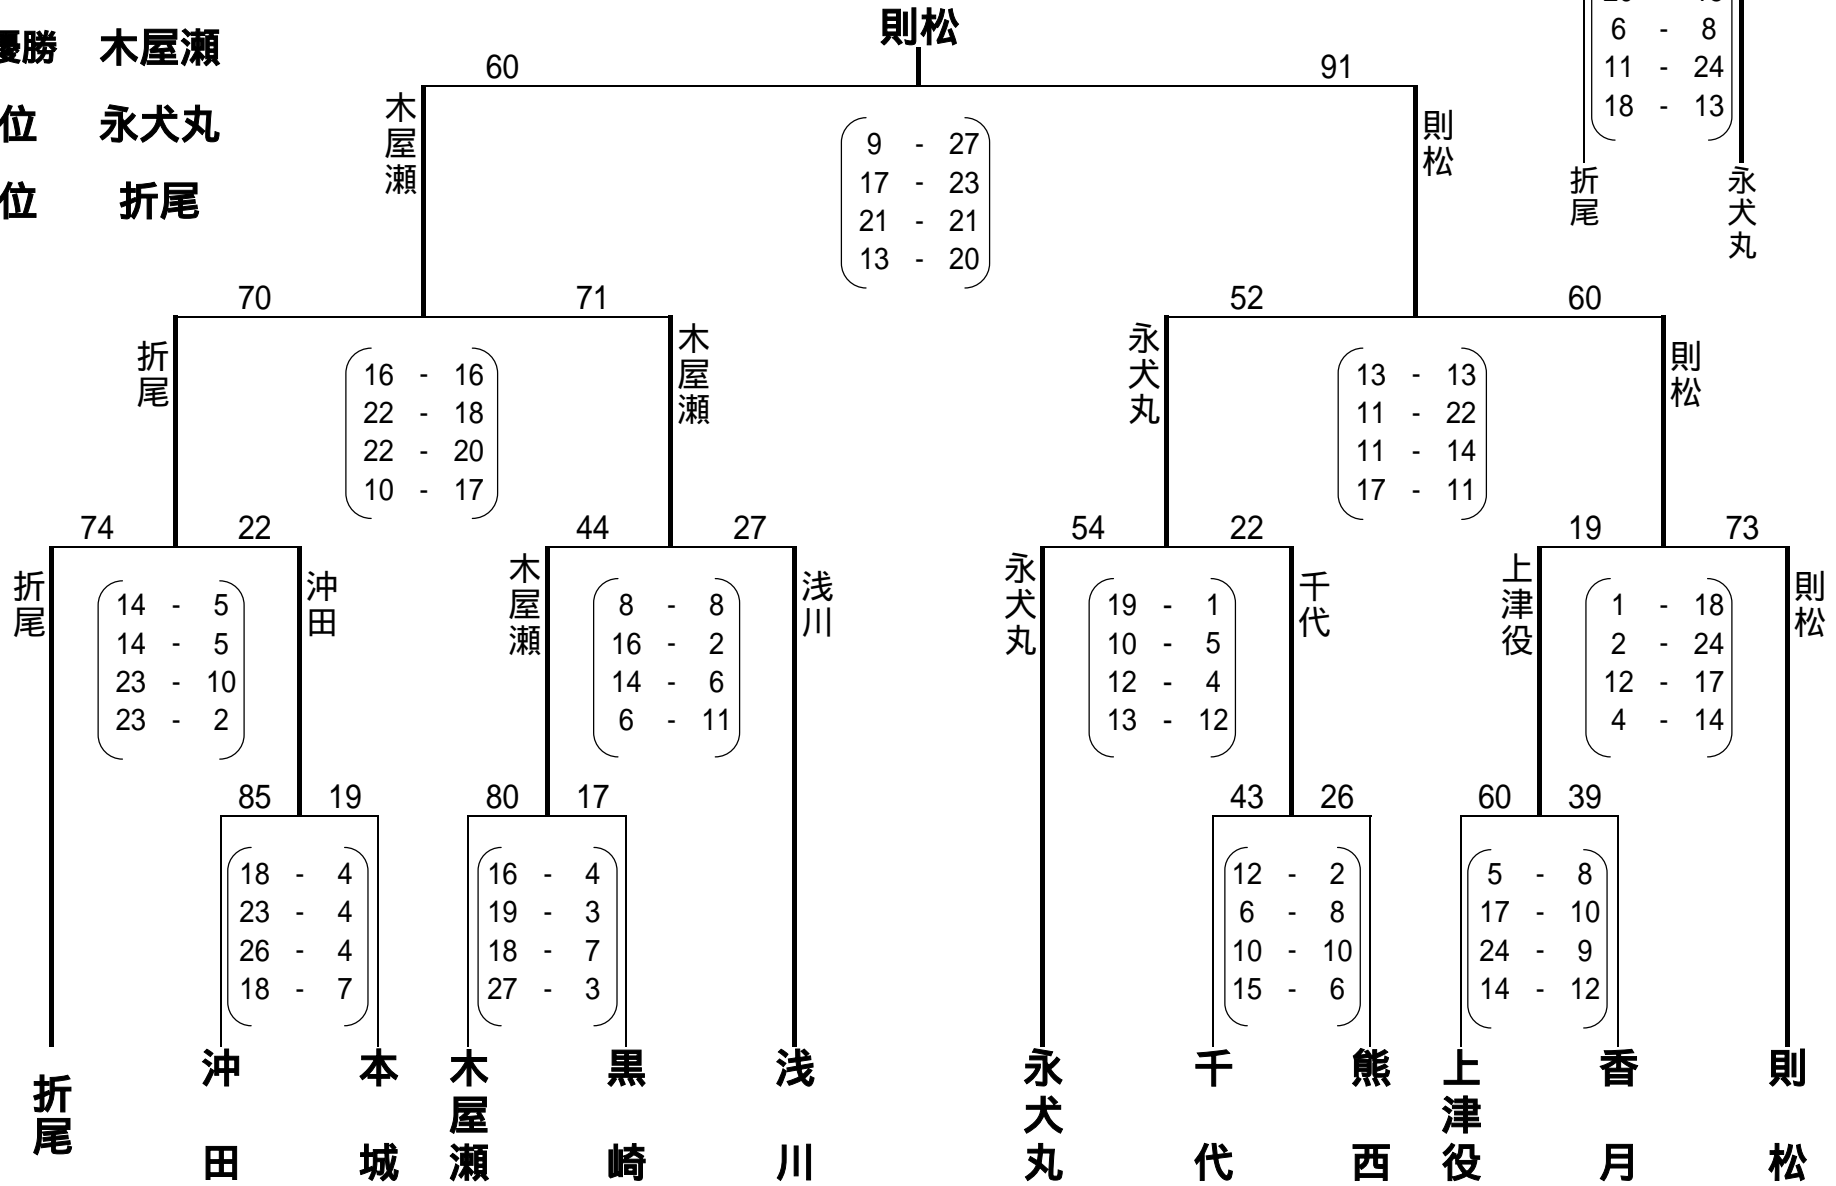 優勝 木屋瀬
位 永犬丸
位 折尾
則松
60 91
木屋瀬
則松
9 - 27
17 - 23
21 - 21
13 - 20
6 - 8
11 - 24
18 - 13
折尾
永犬丸
70 71
折尾
木屋瀬
16 - 16
22 - 18
22 - 20
10 - 17
52 60
永犬丸
則松
13 - 13
11 - 22
11 - 14
17 - 11
74 22
折尾
沖田
14 - 5
14 - 5
23 - 10
23 - 2
44 27
木屋瀬
浅川
8 - 8
16 - 2
14 - 6
6 - 11
54 22
永犬丸
千代
19 - 1
10 - 5
12 - 4
13 - 12
19 73
上津役
則松
1 - 18
2 - 24
12 - 17
4 - 14
85 19
18 - 4
23 - 4
26 - 4
18 - 7
80 17
16 - 4
19 - 3
18 - 7
27 - 3
43 26
12 - 2
6 - 8
10 - 10
15 - 6
60 39
5 - 8
17 - 10
24 - 9
14 - 12
折尾
沖田
本城
木屋瀬
黒崎
浅川
永犬丸
千代
熊西
上津役
香月
則松